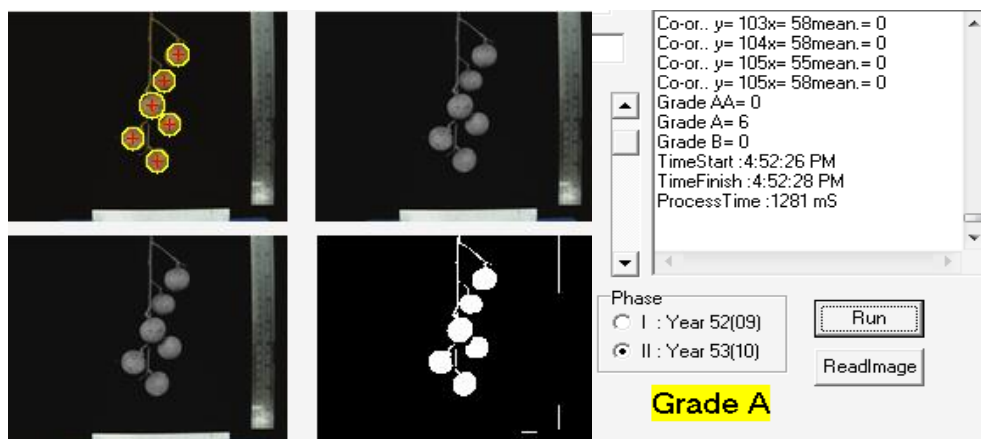 Co-or.. y= 103x= 58mean.= 0
Co-or.. y= 104x= 58mean.= 0
Co-or.. y= 105x= 55mean.= 0
Co-or.. y= 105x= 58mean.= 0
Grade AA= 0
Grade A= 6
Grade B= 0
TimeStart :4:52:26 PM
TimeFinish :4:52:28 PM
ProcessTime :1281 mS
Phase
I : Year 52(09)
II : Year 53(10)
Run
ReadImage
Grade A